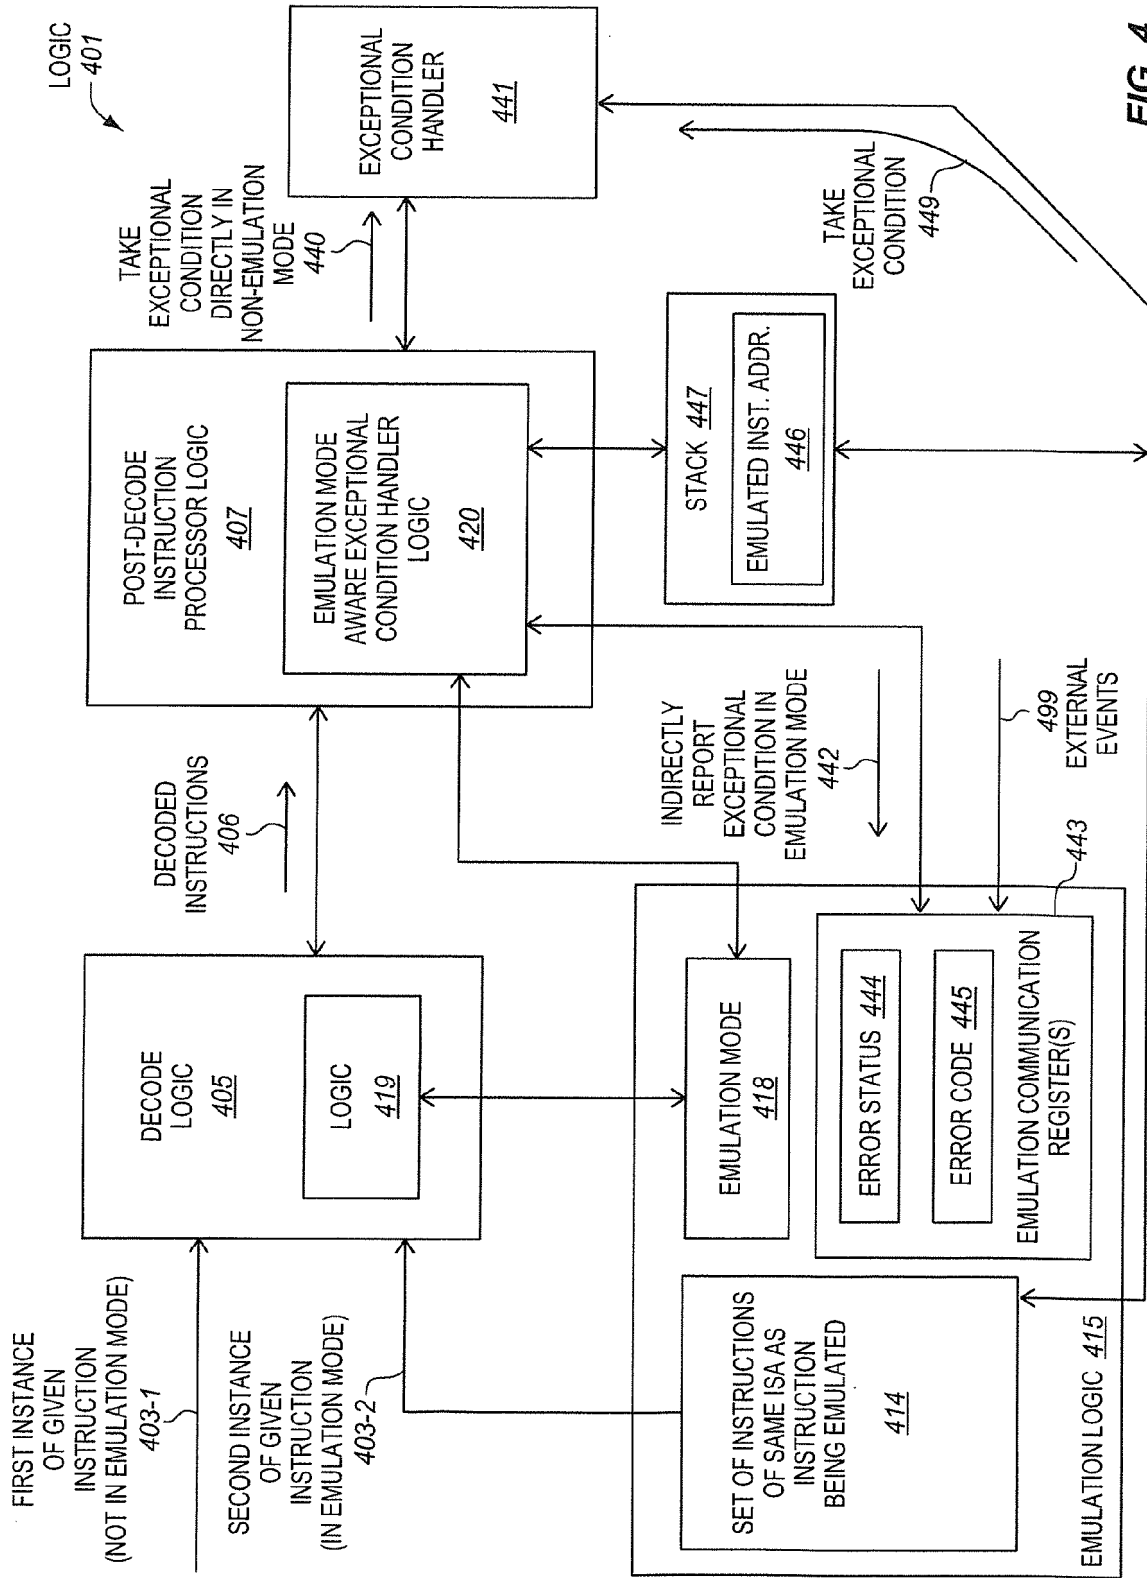 LOGIC
401
FIRST INSTANCE
OF GIVEN
INSTRUCTION
(NOT IN EMULATION MODE)
403-1
SECOND INSTANCE
OF GIVEN
INSTRUCTION
(IN EMULATION MODE)
403-2
DECODE
LOGIC
405
LOGIC
419
DECODED
INSTRUCTIONS
406
POST-DECODE
INSTRUCTION
PROCESSOR LOGIC
407
EMULATION MODE
AWARE EXCEPTIONAL
CONDITION HANDLER
LOGIC
420
TAKE
EXCEPTIONAL
CONDITION
DIRECTLY IN
NON-EMULATION
MODE
440
EXCEPTIONAL
CONDITION
HANDLER
441
SET OF INSTRUCTIONS
OF SAME ISA AS
INSTRUCTION
BEING EMULATED
414
EMULATION LOGIC 415
EMULATION MODE
418
ERROR STATUS 444
ERROR CODE 445
EMULATION COMMUNICATION
REGISTER(S)
443
INDIRECTLY
REPORT
EXCEPTIONAL
CONDITION IN
EMULATION MODE
442
499
EXTERNAL
EVENTS
STACK 447
EMULATED INST. ADDR.
446
TAKE
EXCEPTIONAL
CONDITION
449
FIG. 4